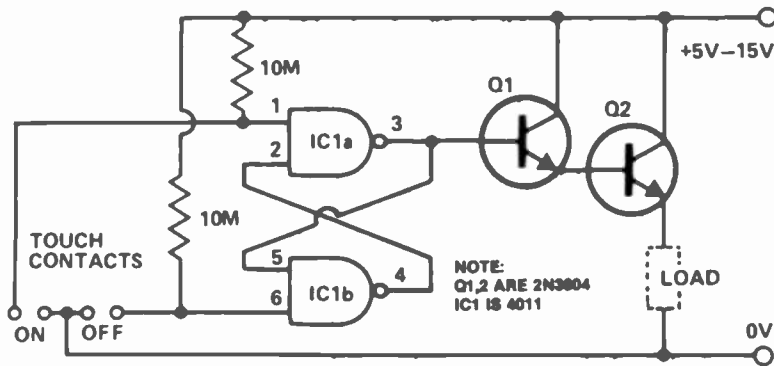 +5V–15V
10M
Q1
Q2
1
2
3
IC1a
10M
TOUCH
CONTACTS
5
6
4
IC1b
NOTE:
Q1,2 ARE 2N3904
IC1 IS 4011
LOAD
ON
OFF
0V